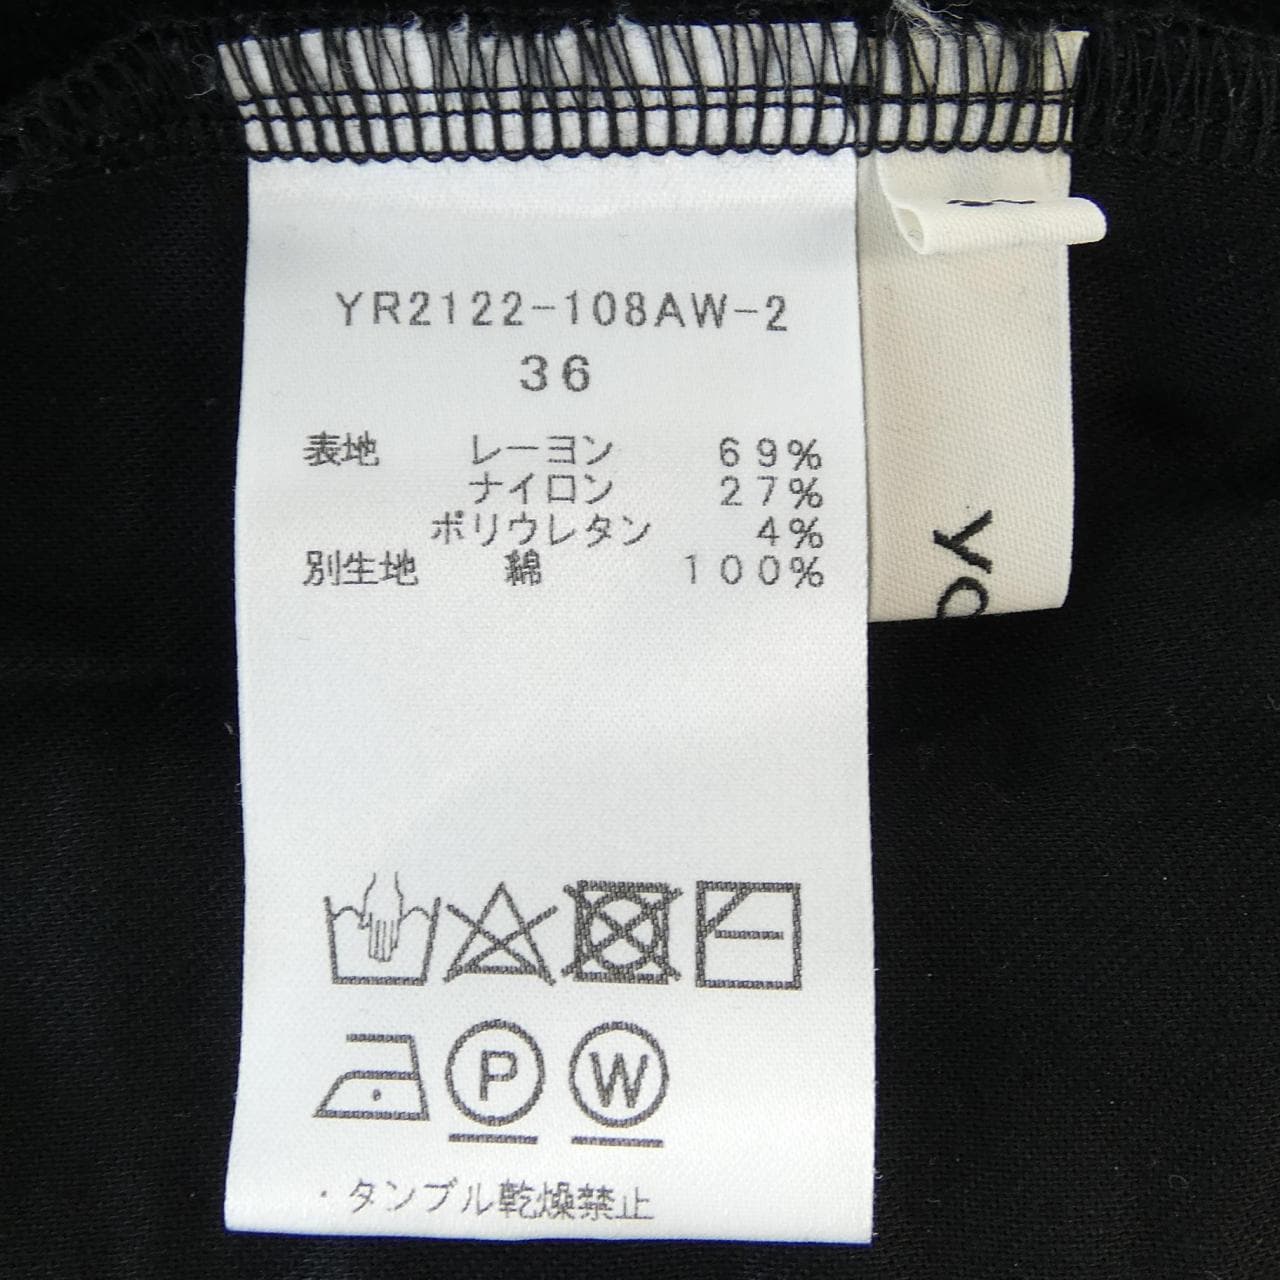 YR2122-108AW-2
36
表地 レーヨン 69%
ナイロン 27%
ポリウレタン 4%
別生地 綿 100%
P W
・タンブル乾燥禁止
yo